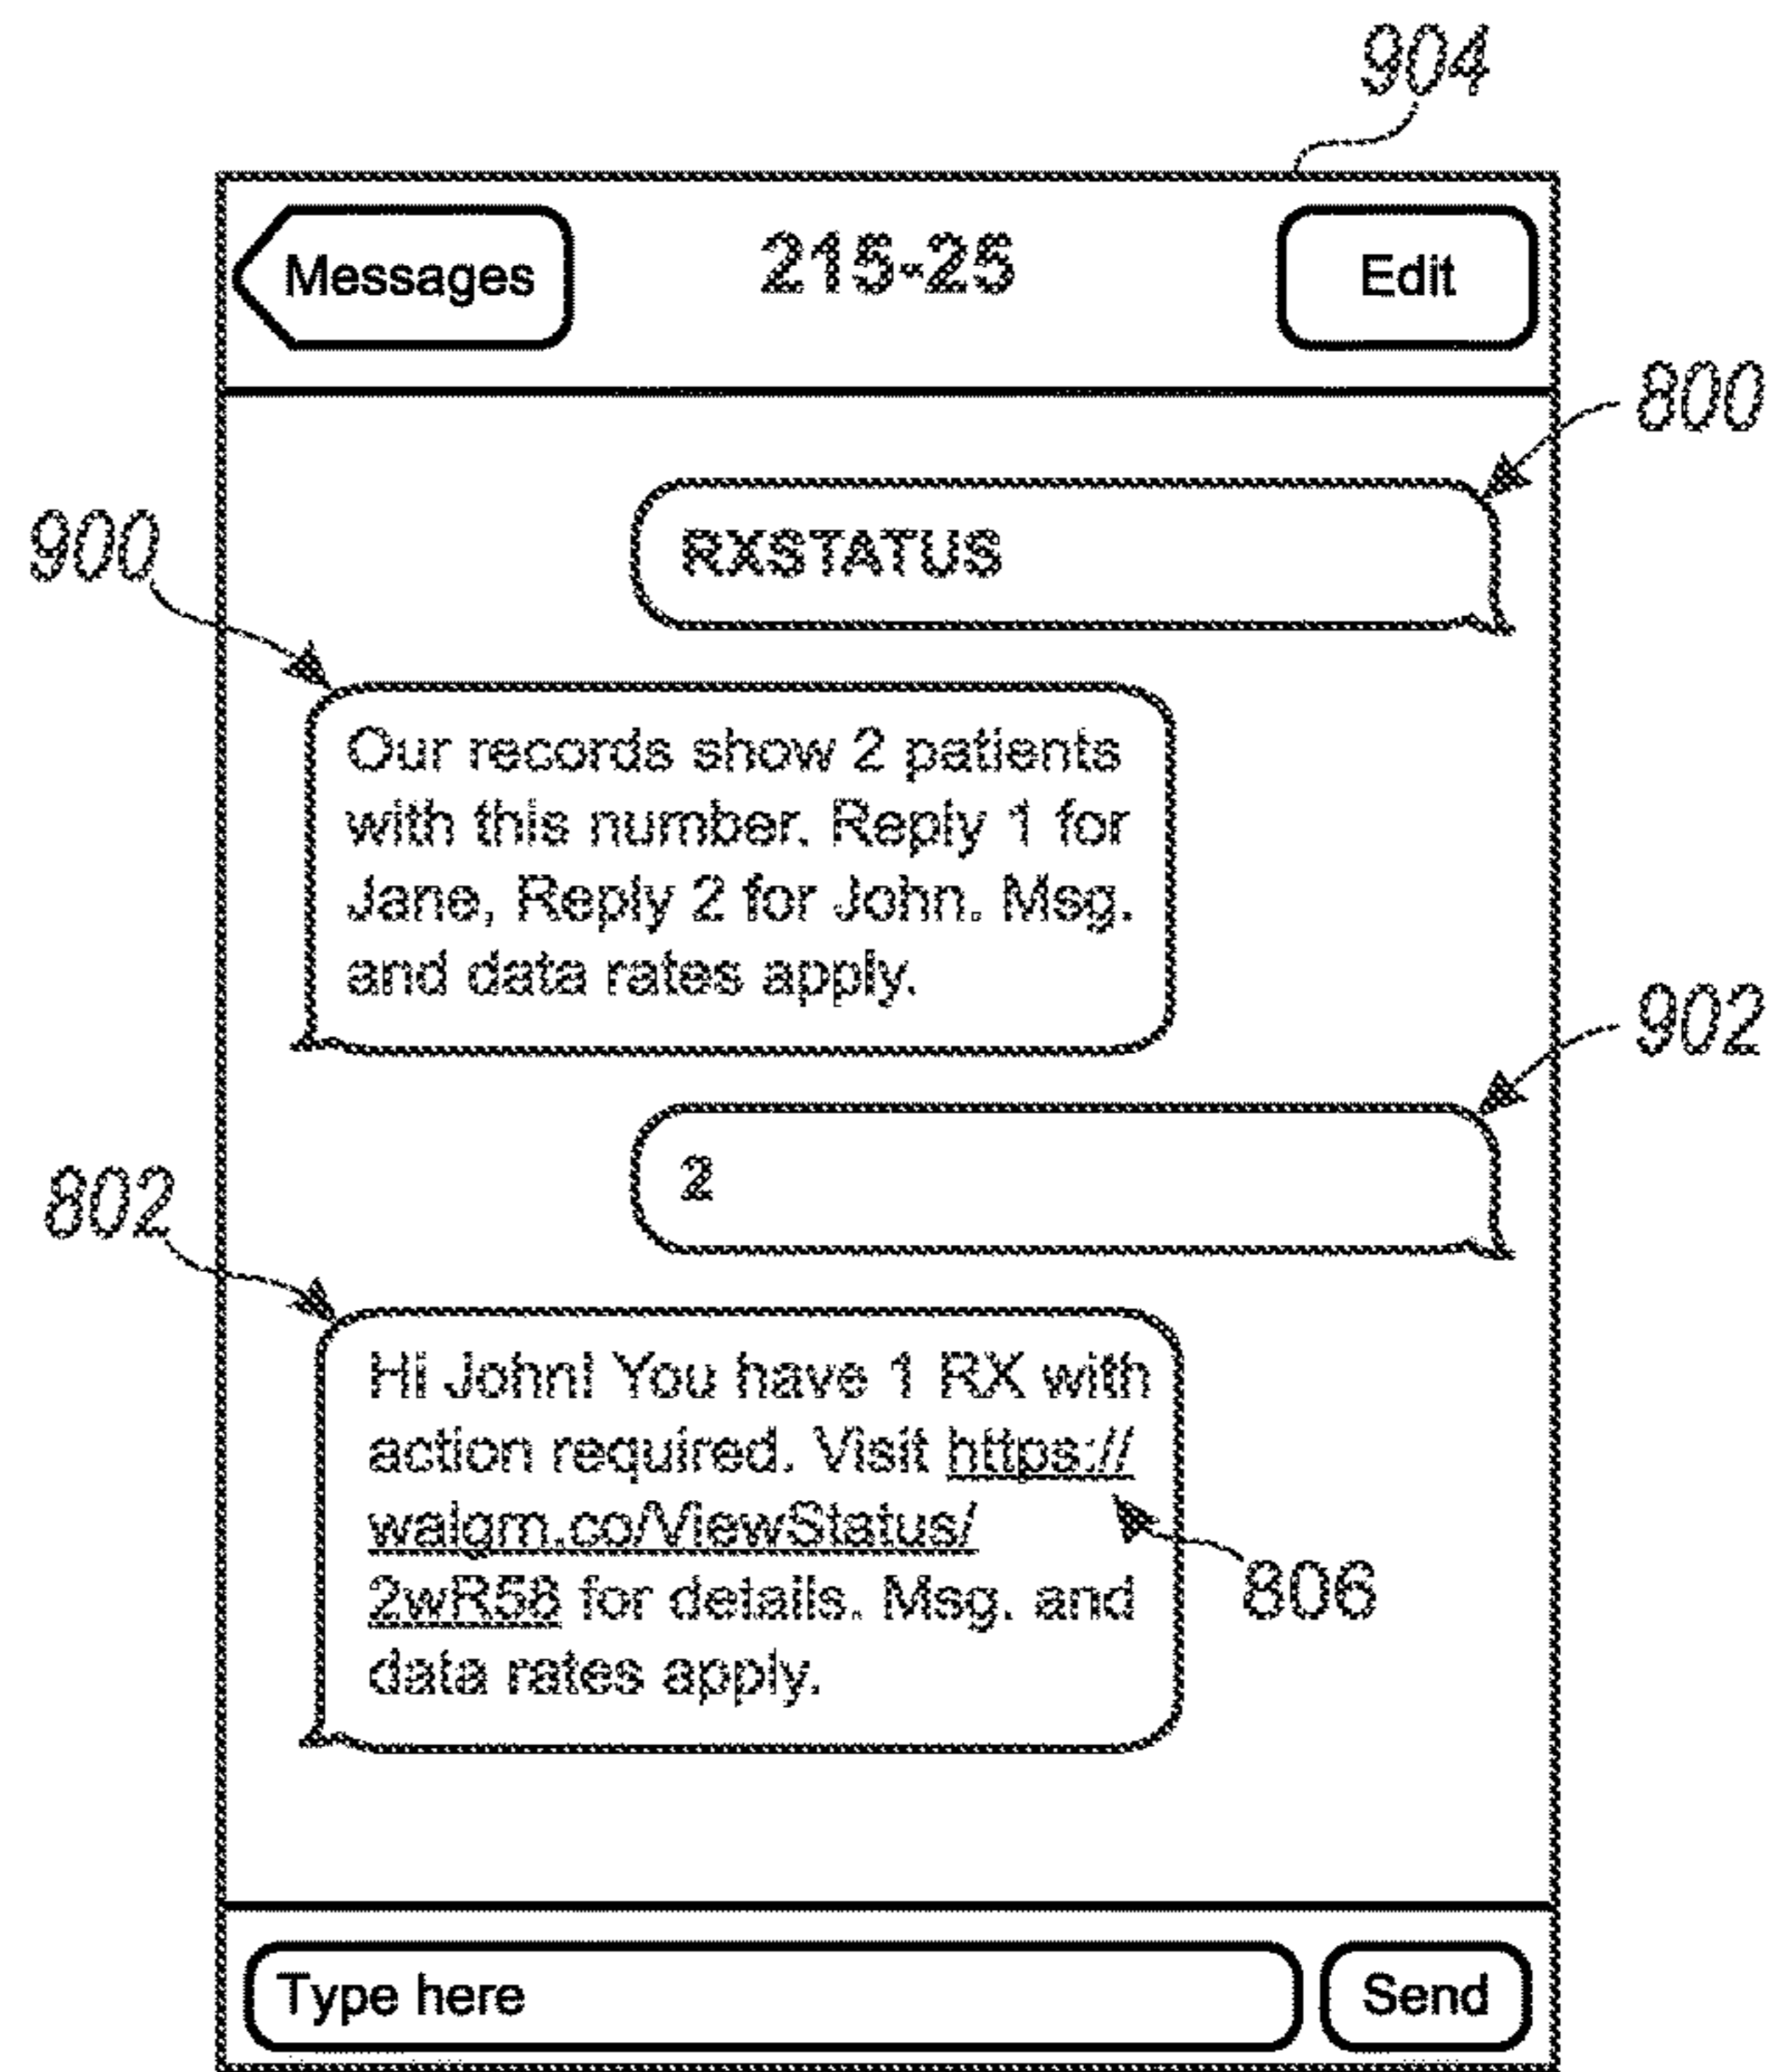 904
Messages
215-25
Edit
800
RXSTATUS
900
Our records show 2 patients
with this number. Reply 1 for
Jane, Reply 2 for John. Msg.
and data rates apply.
902
2
802
Hi John! You have 1 RX with
action required. Visit https://
walgrn.co/ViewStatus/
2wR58 for details. Msg. and
806
data rates apply.
Type here
Send